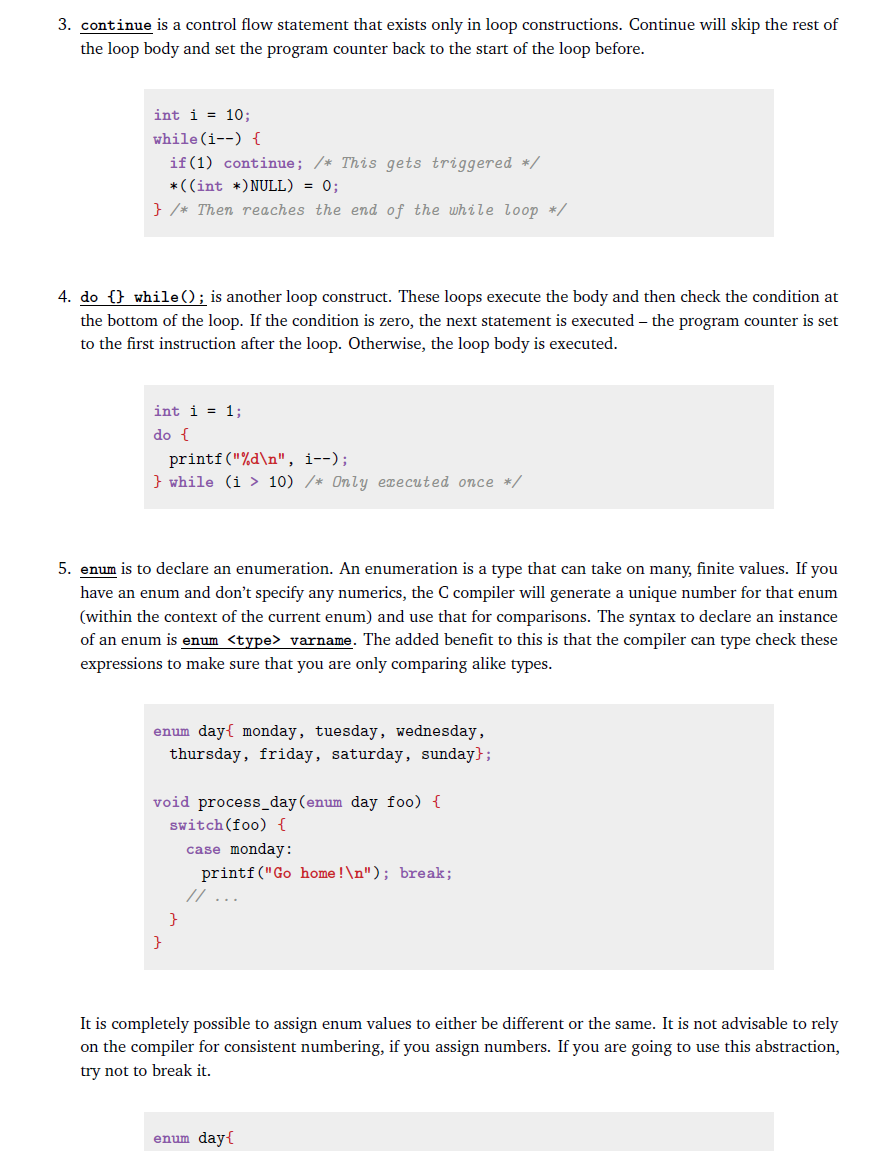 3. continue is a control flow statement that exists only in loop constructions. Continue will skip the rest of
the loop body and set the program counter back to the start of the loop before.
int i = 10;
while(i--) {
if(1) continue; /* This gets triggered */
*((int *)NULL) = 0;
} /* Then reaches the end of the while loop */
4. do {} while(); is another loop construct. These loops execute the body and then check the condition at
the bottom of the loop. If the condition is zero, the next statement is executed – the program counter is set
to the first instruction after the loop. Otherwise, the loop body is executed.
int i = 1;
do {
printf("%d\n", i--);
} while (i > 10) /* Only executed once */
5. enum is to declare an enumeration. An enumeration is a type that can take on many, finite values. If you
have an enum and don’t specify any numerics, the C compiler will generate a unique number for that enum
(within the context of the current enum) and use that for comparisons. The syntax to declare an instance
of an enum is enum <type> varname. The added benefit to this is that the compiler can type check these
expressions to make sure that you are only comparing alike types.
enum day{ monday, tuesday, wednesday,
thursday, friday, saturday, sunday};
void process_day(enum day foo) {
switch(foo) {
case monday:
printf("Go home!\n"); break;
// ...
}
}
It is completely possible to assign enum values to either be different or the same. It is not advisable to rely
on the compiler for consistent numbering, if you assign numbers. If you are going to use this abstraction,
try not to break it.
enum day{